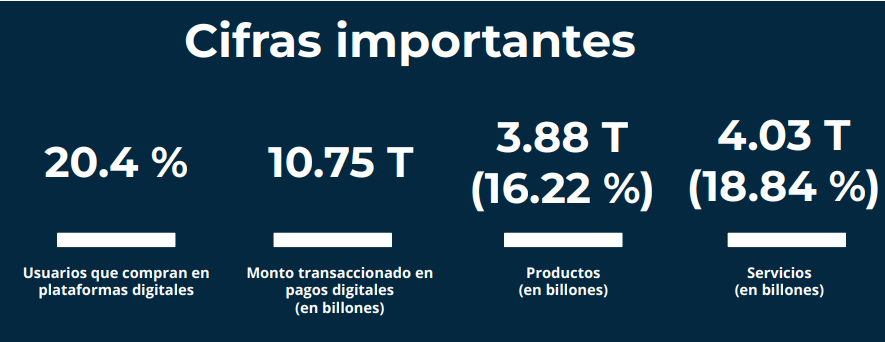 Cifras importantes
20.4 %
Usuarios que compran en
plataformas digitales
10.75 T
Monto transaccionado en
pagos digitales
(en billones)
3.88 T
(16.22 %)
Productos
(en billones)
4.03 T
(18.84 %)
Servicios
(en billones)